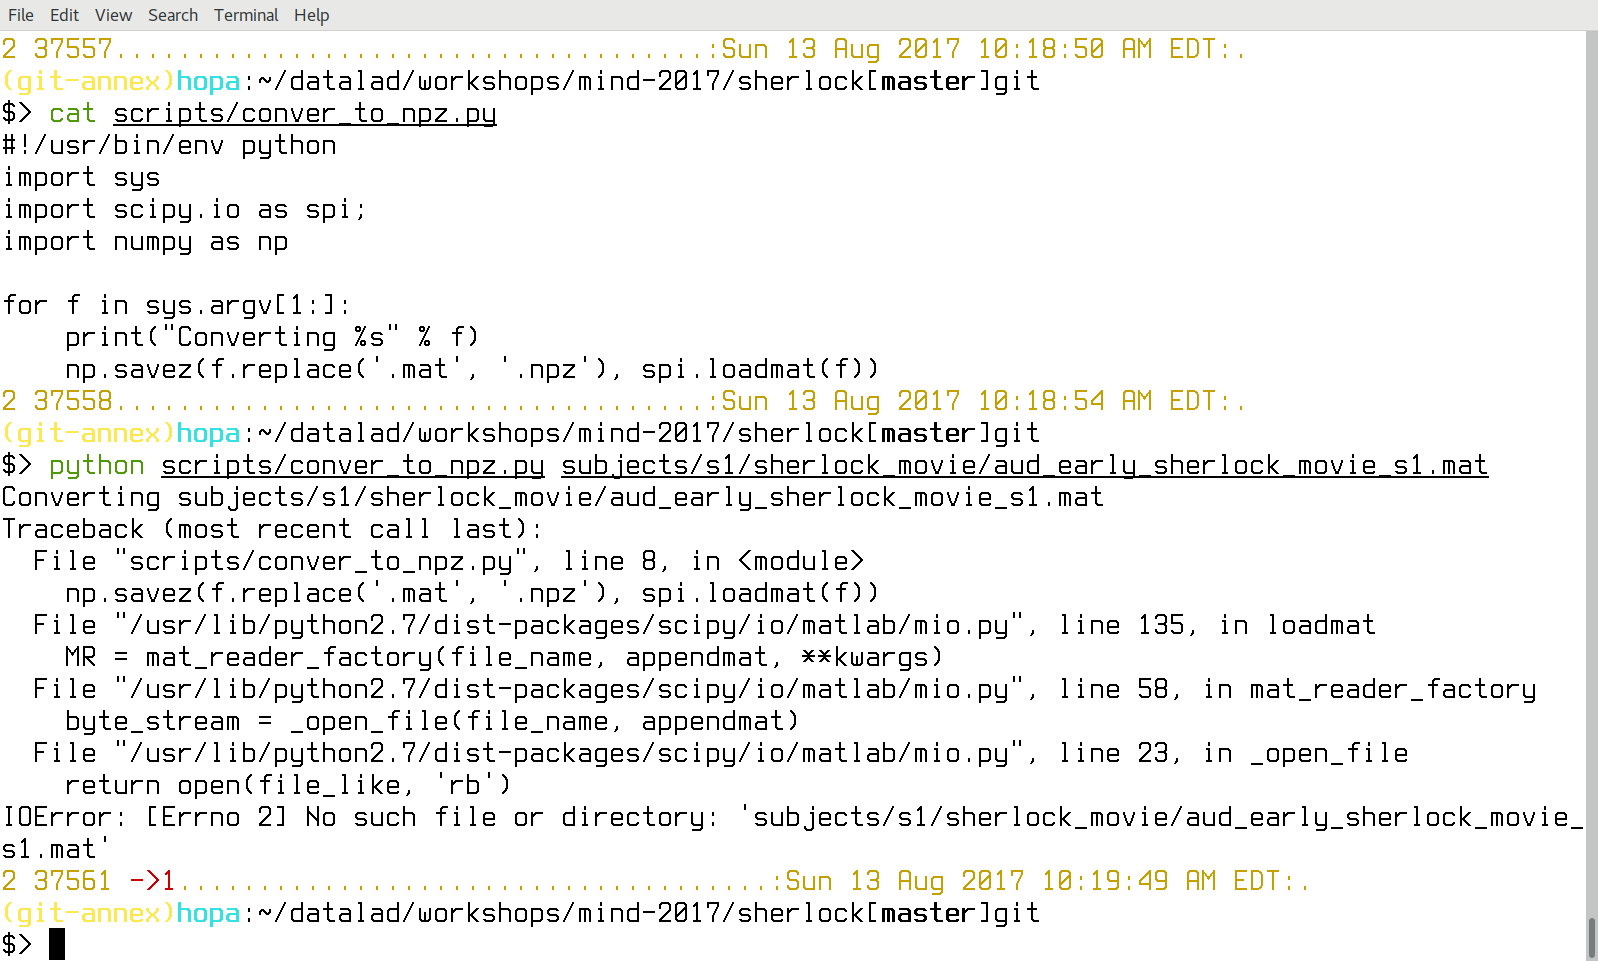 File Edit View Search Terminal Help
2 37557.....................................:Sun 13 Aug 2017 10:18:50 AM EDT:.
(git-annex)hopa:~/datalad/workshops/mind-2017/sherlock[master]git
$> cat scripts/conver_to_npz.py
#!/usr/bin/env python
import sys
import scipy.io as spi;
import numpy as np
for f in sys.argv[1:]:
    print("Converting %s" % f)
    np.savez(f.replace('.mat', '.npz'), spi.loadmat(f))
2 37558.....................................:Sun 13 Aug 2017 10:18:54 AM EDT:.
(git-annex)hopa:~/datalad/workshops/mind-2017/sherlock[master]git
$> python scripts/conver_to_npz.py subjects/s1/sherlock_movie/aud_early_sherlock_movie_s1.mat
Converting subjects/s1/sherlock_movie/aud_early_sherlock_movie_s1.mat
Traceback (most recent call last):
  File "scripts/conver_to_npz.py", line 8, in <module>
    np.savez(f.replace('.mat', '.npz'), spi.loadmat(f))
  File "/usr/lib/python2.7/dist-packages/scipy/io/matlab/mio.py", line 135, in loadmat
    MR = mat_reader_factory(file_name, appendmat, **kwargs)
  File "/usr/lib/python2.7/dist-packages/scipy/io/matlab/mio.py", line 58, in mat_reader_factory
    byte_stream = _open_file(file_name, appendmat)
  File "/usr/lib/python2.7/dist-packages/scipy/io/matlab/mio.py", line 23, in _open_file
    return open(file_like, 'rb')
IOError: [Errno 2] No such file or directory: 'subjects/s1/sherlock_movie/aud_early_sherlock_movie_
s1.mat'
2 37561 ->1.....................................:Sun 13 Aug 2017 10:19:49 AM EDT:.
(git-annex)hopa:~/datalad/workshops/mind-2017/sherlock[master]git
$>